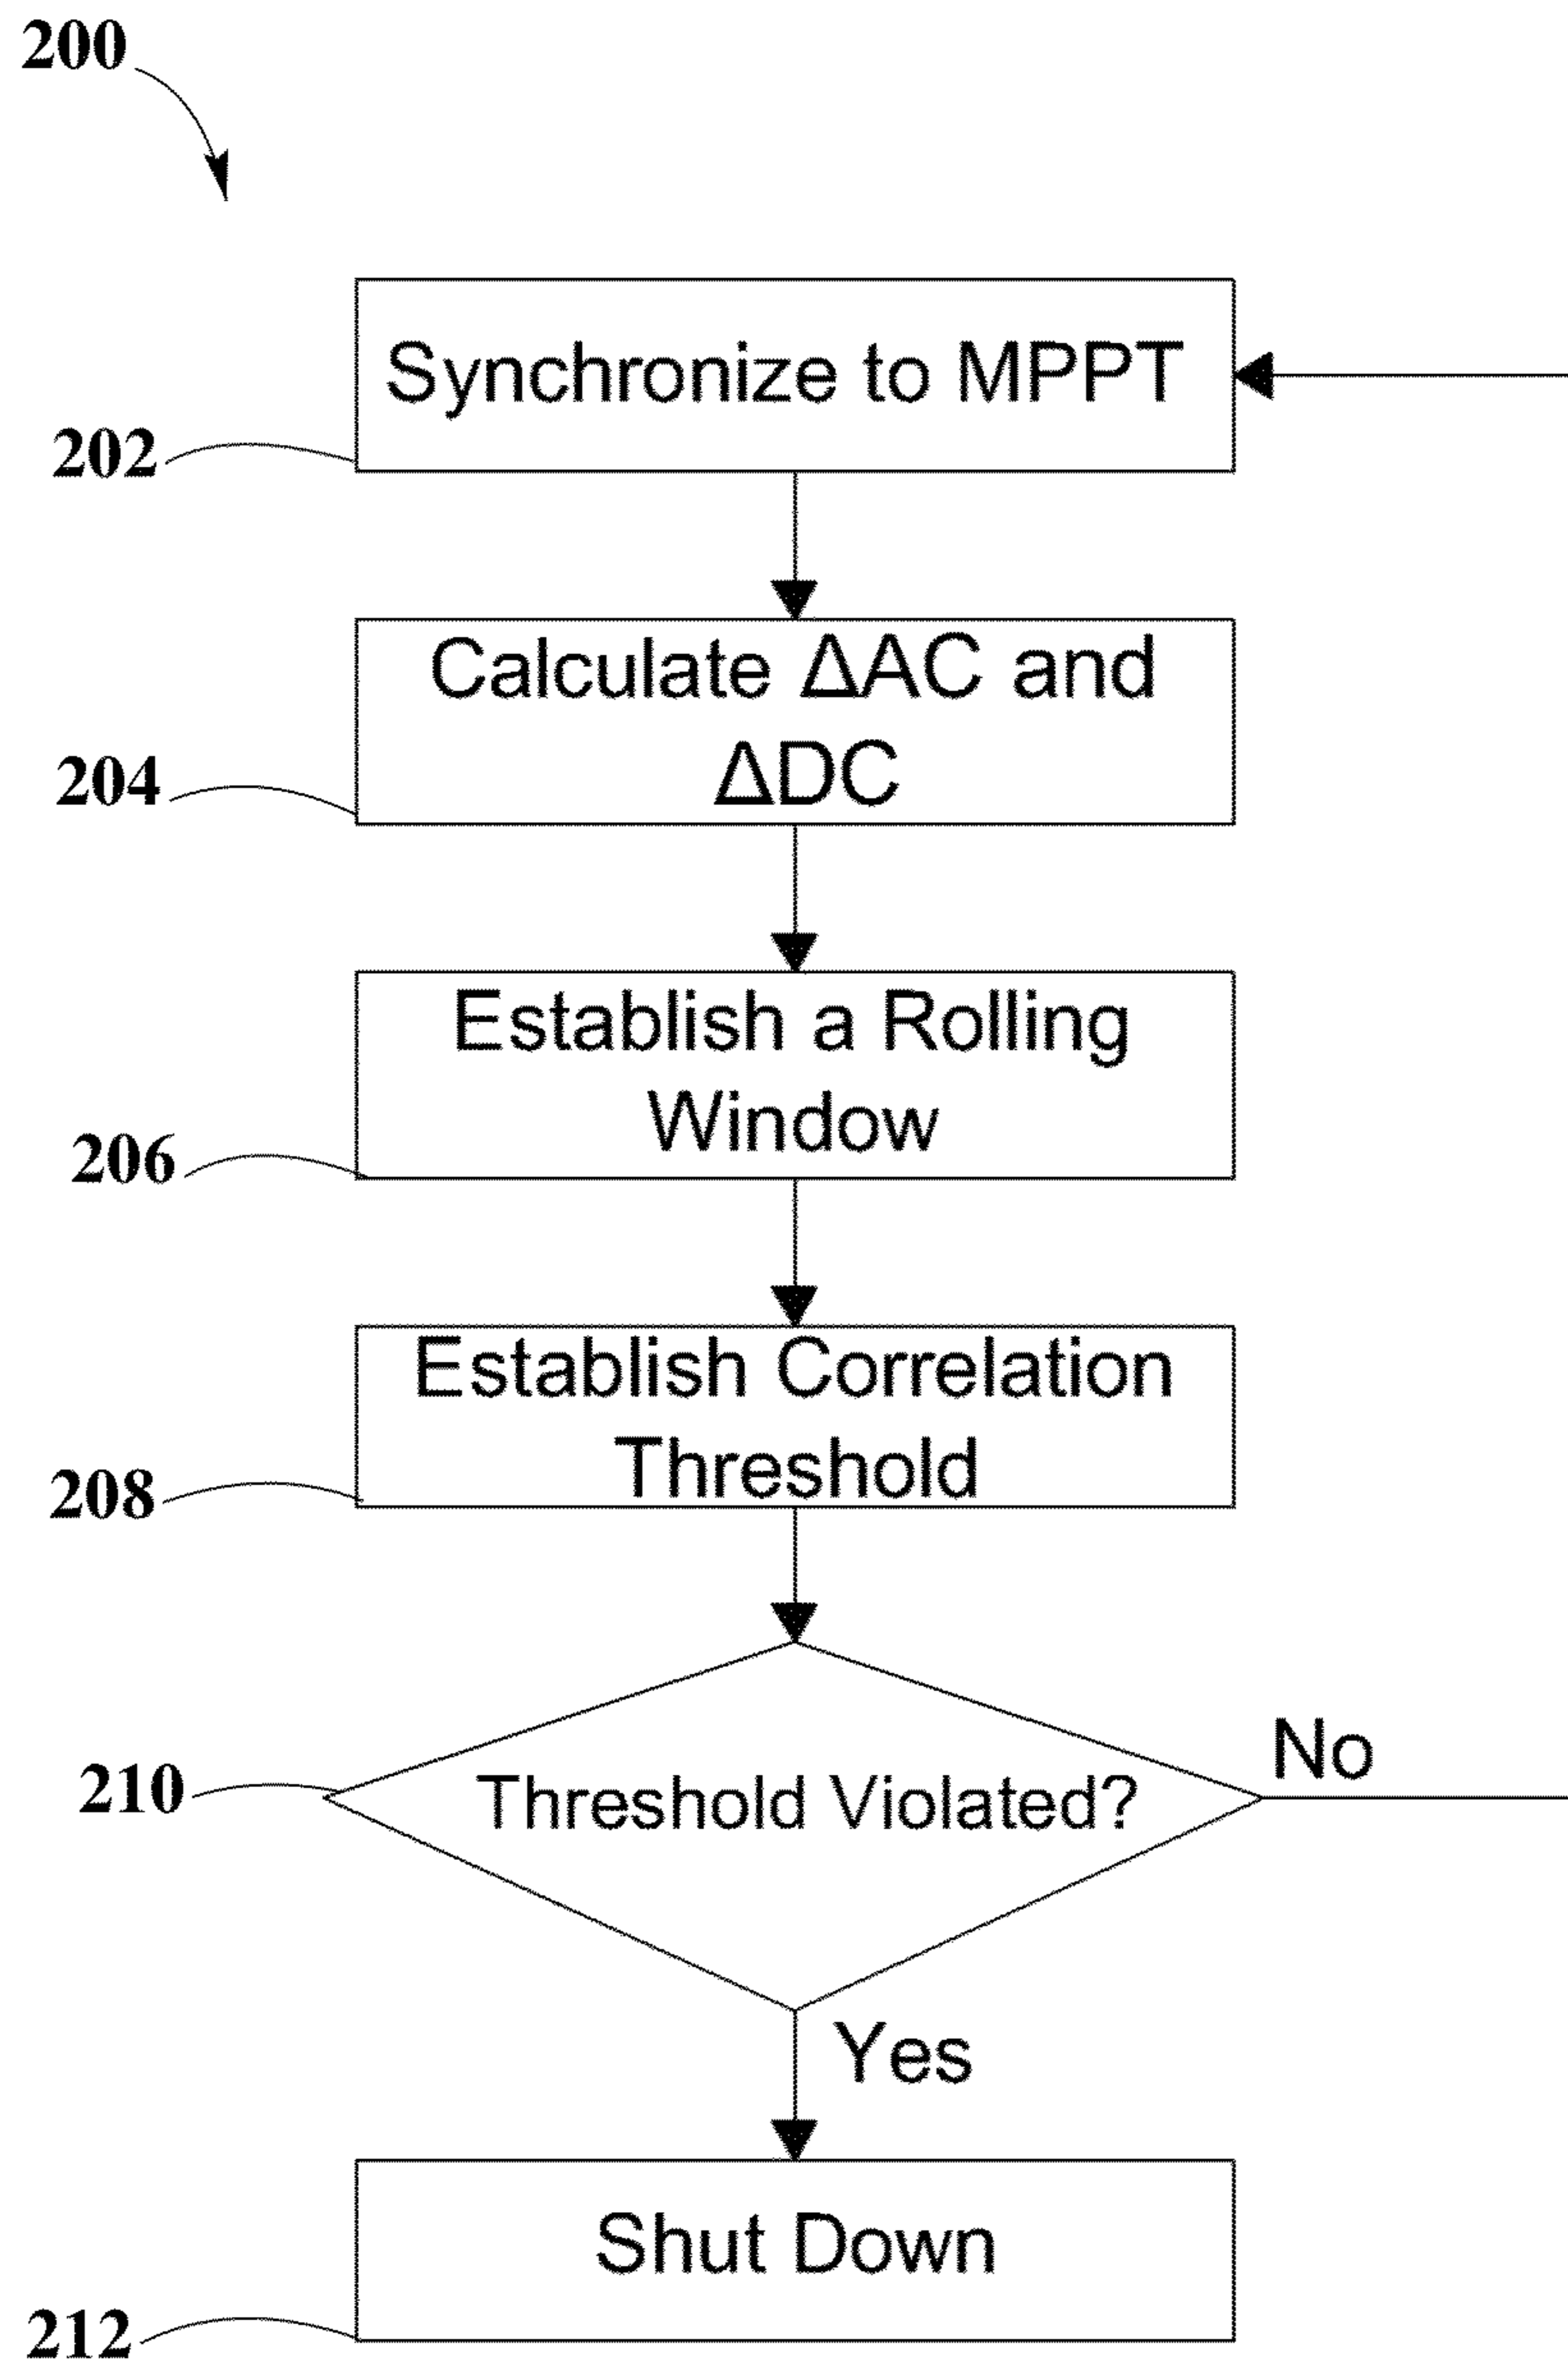 200
Synchronize to MPPT
202
Calculate ΔAC and
ΔDC
204
Establish a Rolling
Window
206
Establish Correlation
Threshold
208
Threshold Violated?
210
No
Yes
Shut Down
212